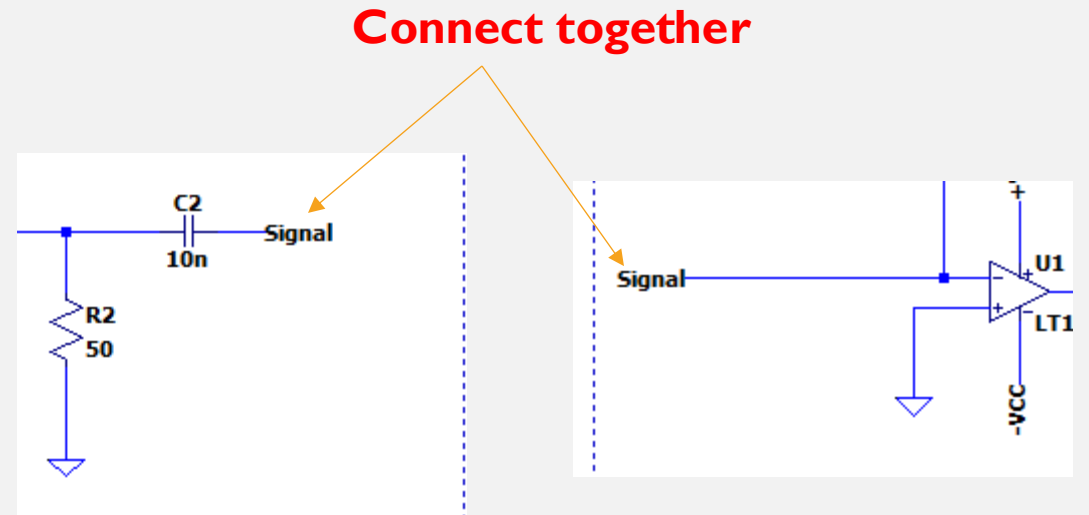 Connect together
C2
Signal
10n
R2
50
+
Signal
U1
+
-
+
-
LT1
-VCC